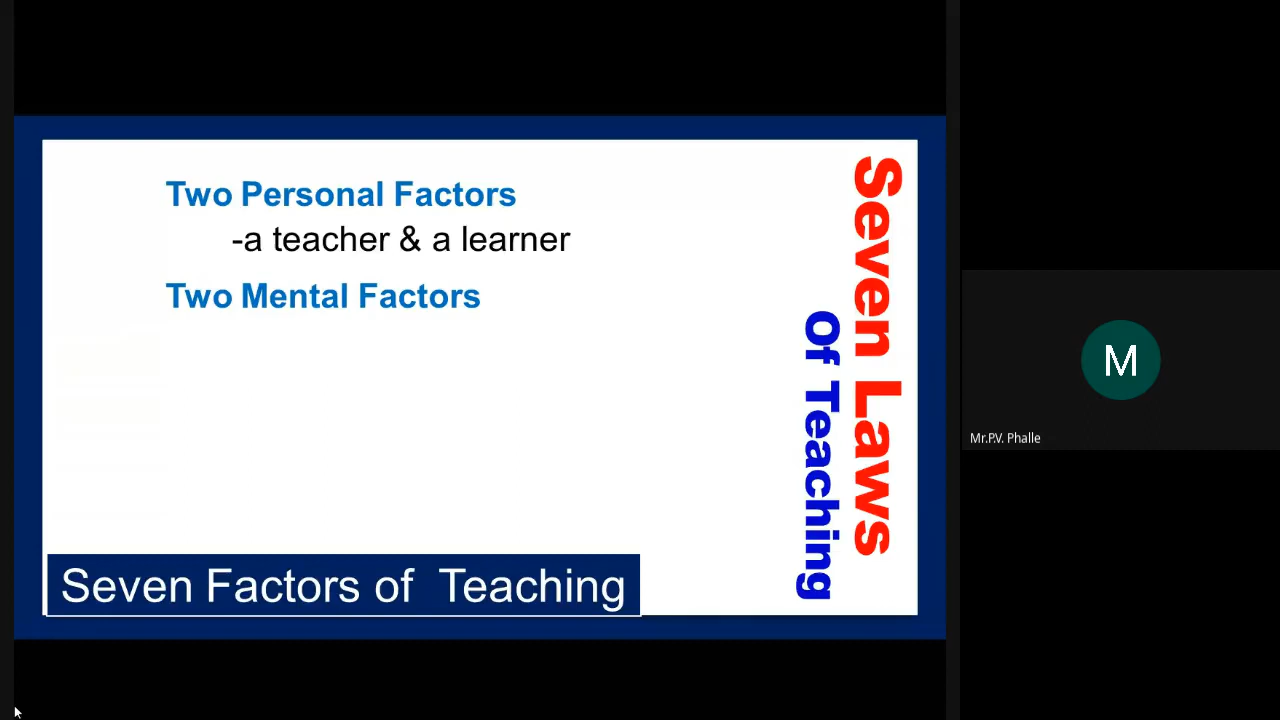 Two Personal Factors
-a teacher & a learner
Two Mental Factors
Seven Laws
Of Teaching
Seven Factors of  Teaching
M
Mr.P.V. Phalle